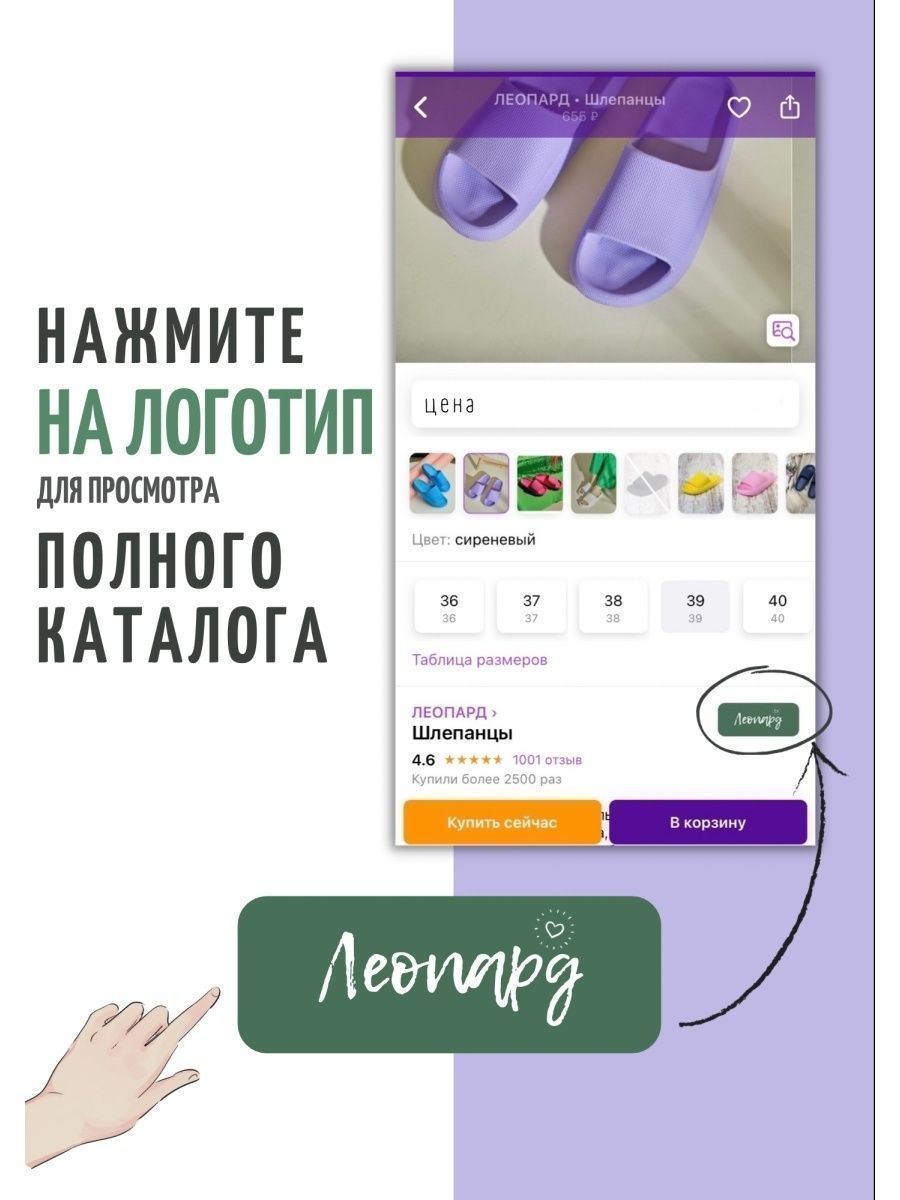 ЛЕОПАРД • Шлепанцы
655 ₽
НАЖМИТЕ
НА ЛОГОТИП
ДЛЯ ПРОСМОТРА
ПОЛНОГО
КАТАЛОГА
цена
Цвет: сиреневый
36 37 38 39 40
36 37 38 39 40
Таблица размеров
ЛЕОПАРД ›
Леопард
Шлепанцы
4.6 ★★★★★ 1001 отзыв
Купили более 2500 раз
Купить сейчас
В корзину
Леопард